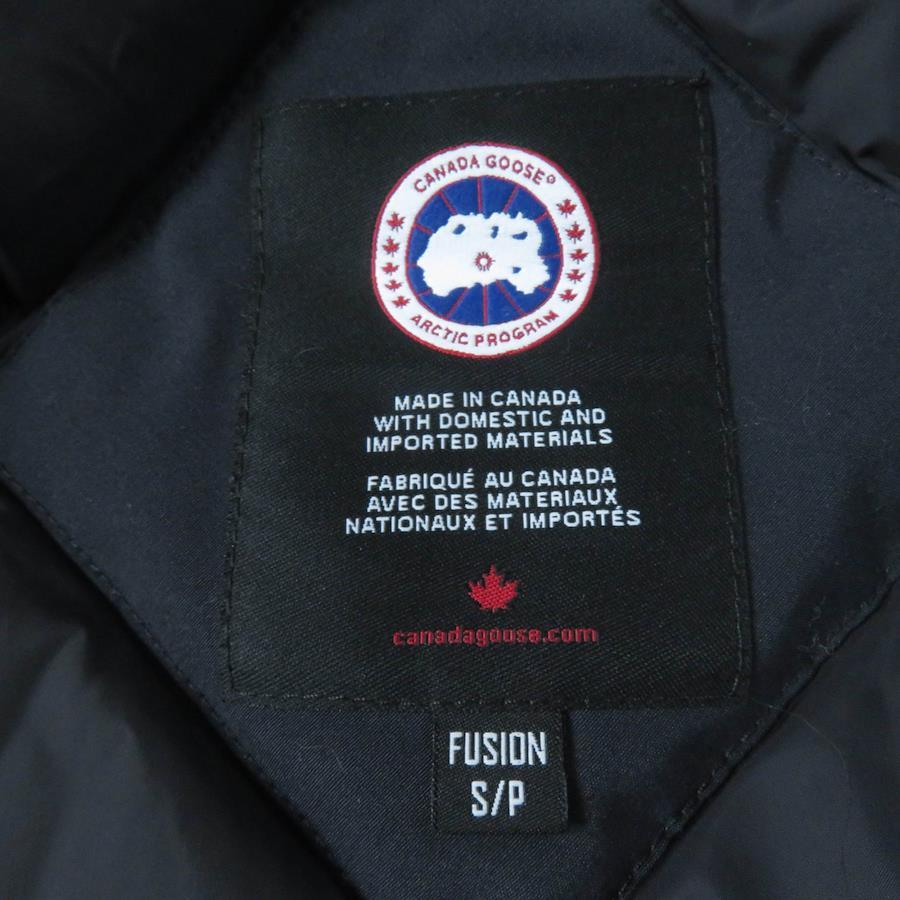 CANADA GOOSE®
ARCTIC PROGRAM
MADE IN CANADA
WITH DOMESTIC AND
IMPORTED MATERIALS
FABRIQUÉ AU CANADA
AVEC DES MATERIAUX
NATIONAUX ET IMPORTÉS
canadagoose.com
FUSION
S/P